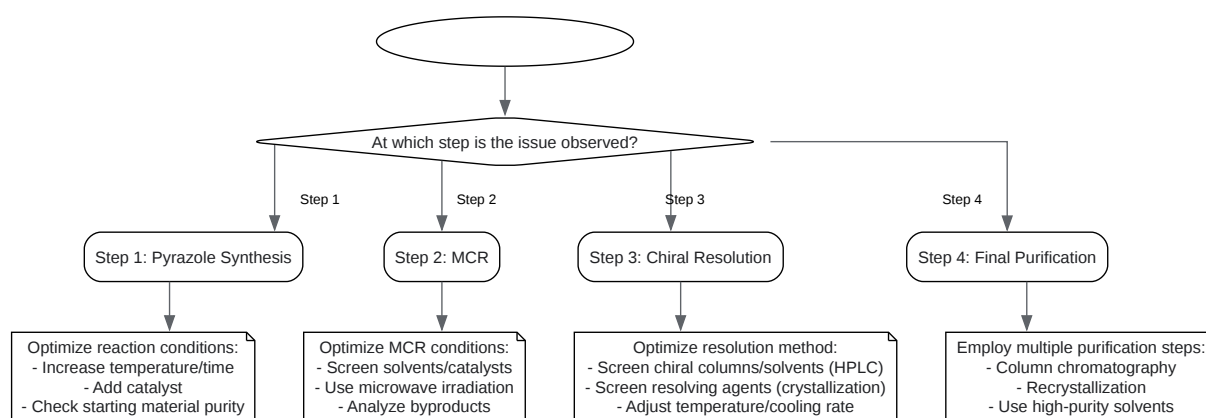 At which step is the issue observed?
Step 1
Step 2
Step 3
Step 4
Step 1: Pyrazole Synthesis
Step 2: MCR
Step 3: Chiral Resolution
Step 4: Final Purification
Optimize reaction conditions:
- Increase temperature/time
- Add catalyst
- Check starting material purity
Optimize MCR conditions:
- Screen solvents/catalysts
- Use microwave irradiation
- Analyze byproducts
Optimize resolution method:
- Screen chiral columns/solvents (HPLC)
- Screen resolving agents (crystallization)
- Adjust temperature/cooling rate
Employ multiple purification steps:
- Column chromatography
- Recrystallization
- Use high-purity solvents